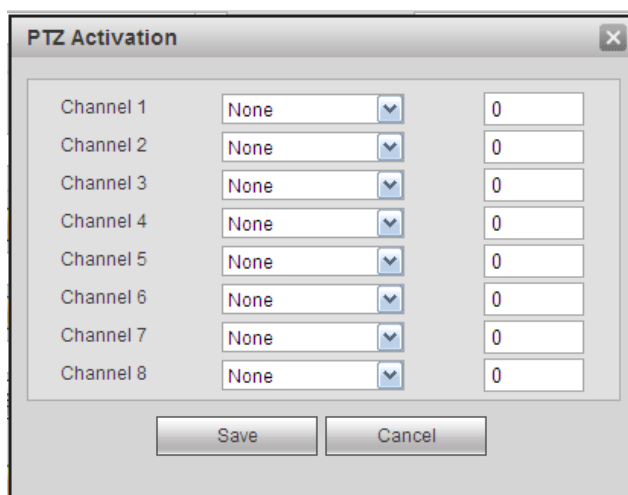 PTZ Activation
Channel 1 None 0
Channel 2 None 0
Channel 3 None 0
Channel 4 None 0
Channel 5 None 0
Channel 6 None 0
Channel 7 None 0
Channel 8 None 0
Save Cancel